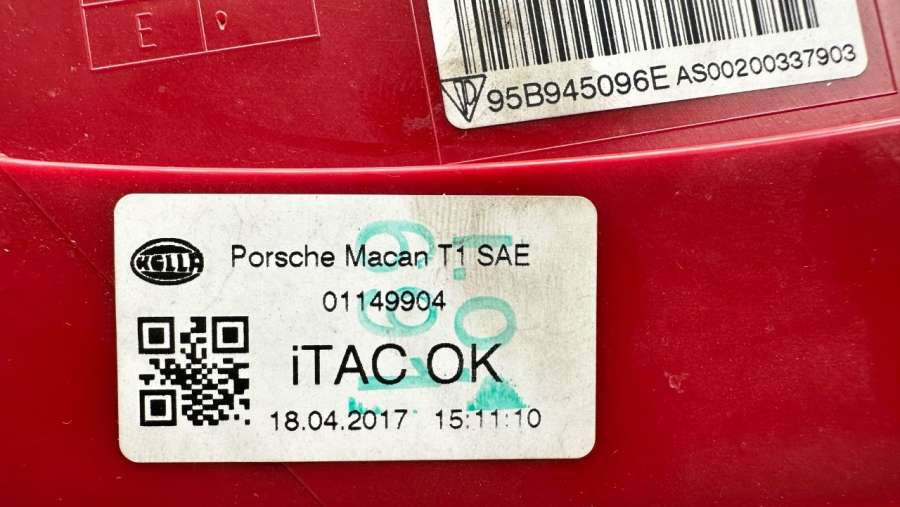 E
95B945096E AS00200337903
HELLA
Porsche Macan T1 SAE
01149904
iTAC OK
18.04.2017 15:11:10